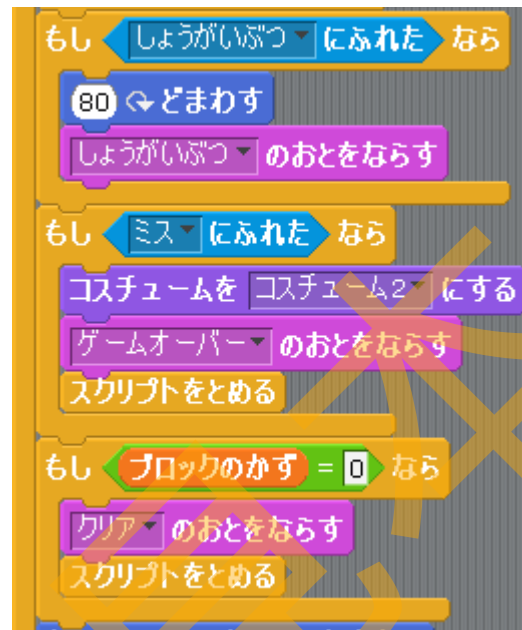 もし しょうがいぶつ にふれた なら
80 どまわす
しょうがいぶつ のおとをならす
もし ミス にふれた なら
コスチュームを コスチューム2 にする
ゲームオーバー のおとをならす
スクリプトをとめる
もし ブロックのかず = 0 なら
クリア のおとをならす
スクリプトをとめる